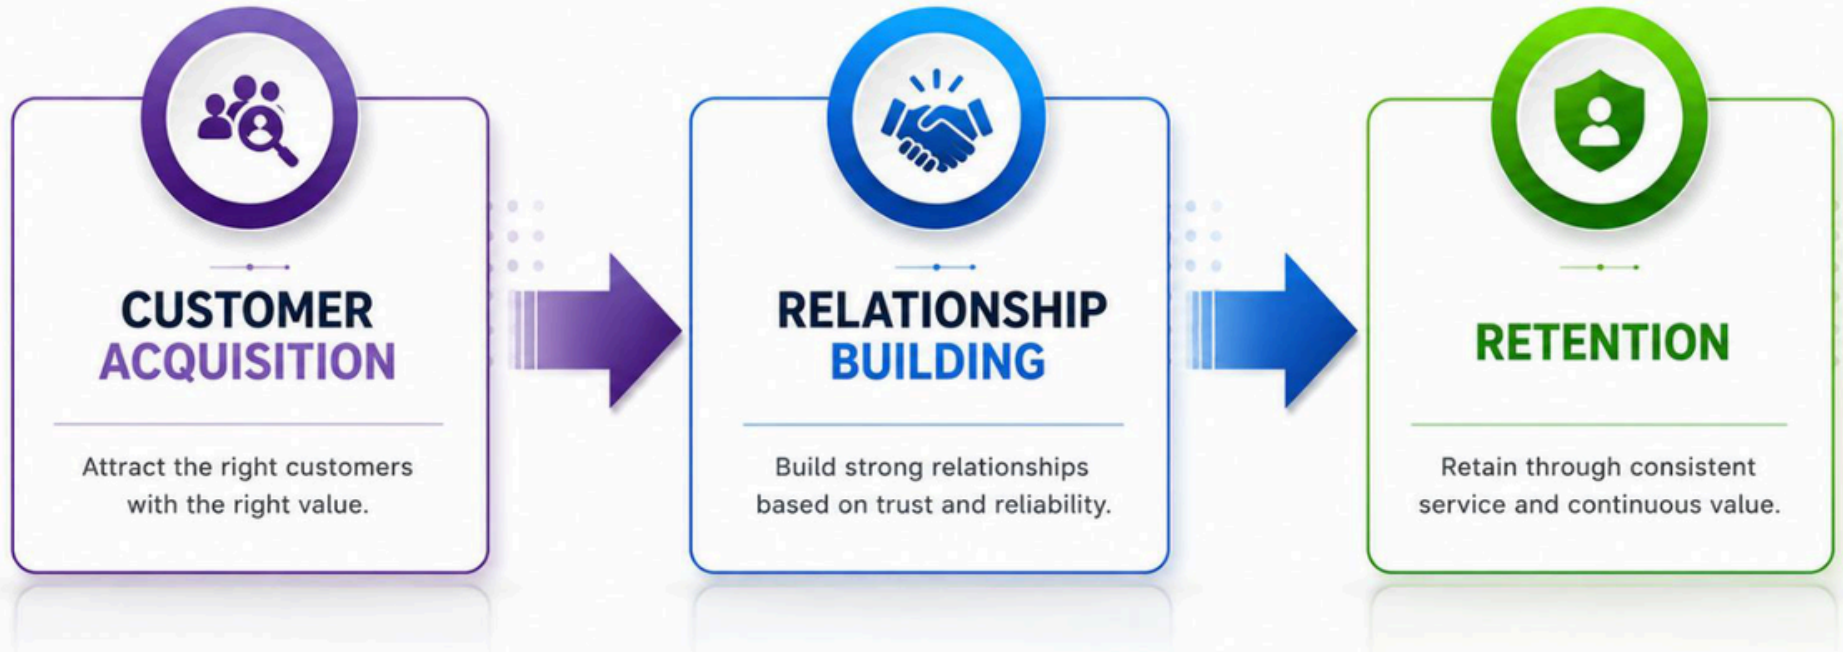 CUSTOMER
ACQUISITION
Attract the right customers
with the right value.
RELATIONSHIP
BUILDING
Build strong relationships
based on trust and reliability.
RETENTION
Retain through consistent
service and continuous value.